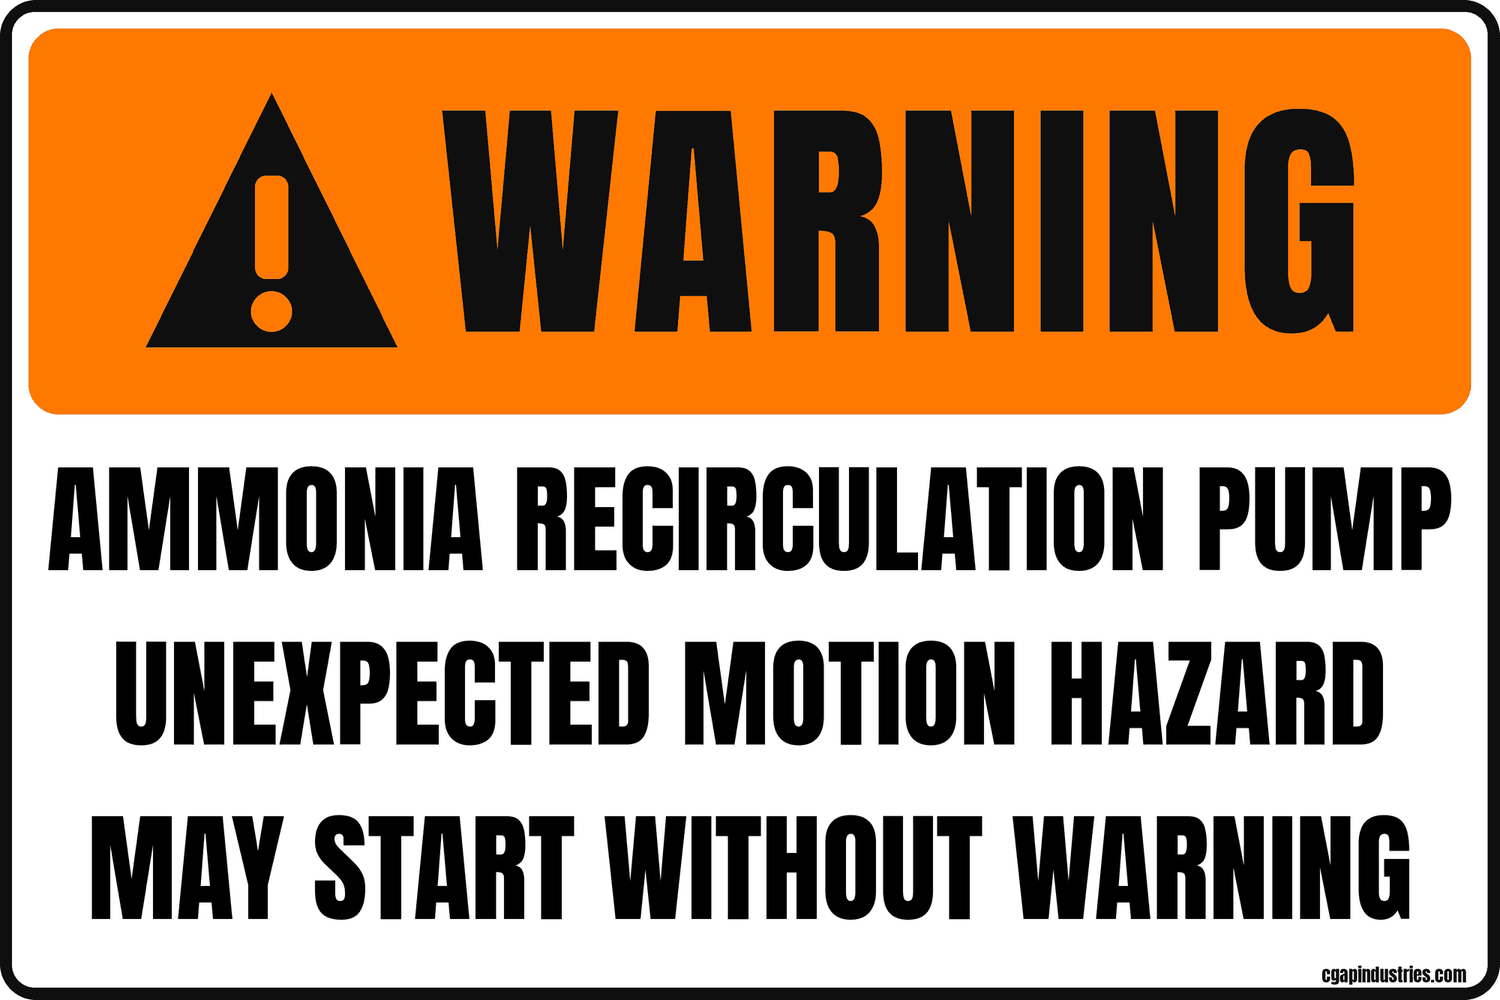 WARNING
AMMONIA RECIRCULATION PUMP
UNEXPECTED MOTION HAZARD
MAY START WITHOUT WARNING
cgapindustries.com